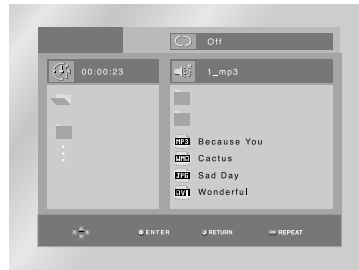 Off
00:00:23
1_mp3
MP3 Because You
WMA Cactus
JPG Sad Day
AVI Wonderful
ENTER RETURN REPEAT